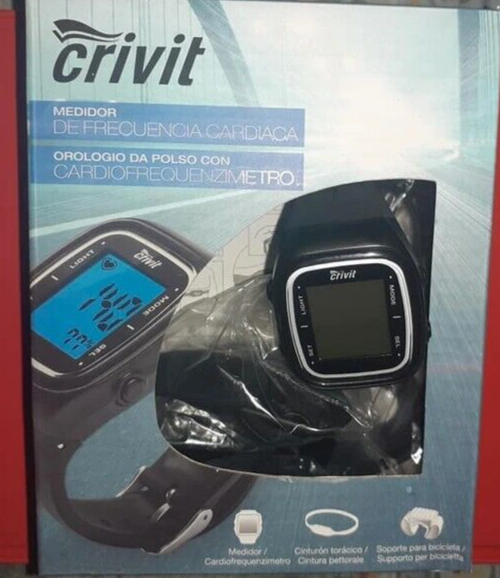 Crivit
MEDIDOR
DE FRECUENCIA CARDIACA
OROLOGIO DA POLSO CON
CARDIOFREQUENZIMETRO
Crivit
LIGHT
MODE
SET
SEL
Crivit
LIGHT
MODE
SEL
Medidor /
Cardiofrequenzimetro
Cinturón torácico /
Cintura pettorale
Soporte para bicicleta /
Supporto per bicicletta